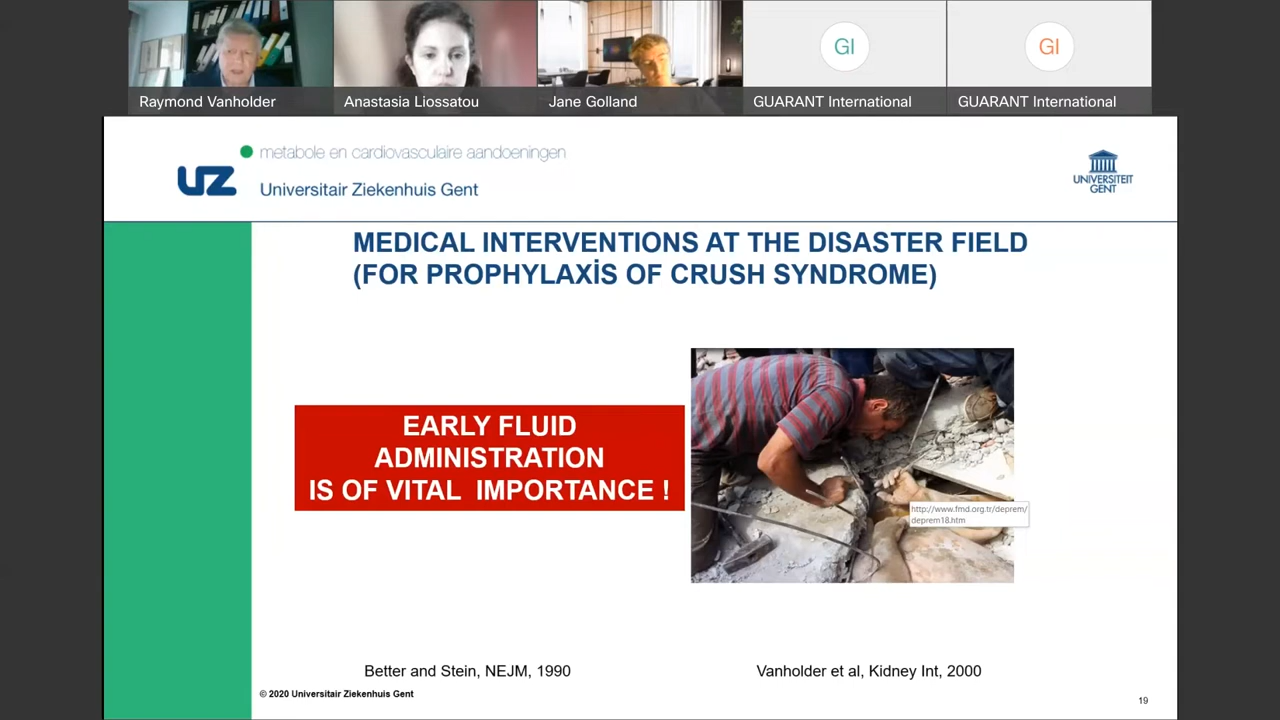 Raymond Vanholder
Anastasia Liossatou
Jane Golland
GI
GUARANT International
GI
GUARANT International
metabole en cardiovasculaire aandoeningen
UZ
Universitair Ziekenhuis Gent
UNIVERSITEIT
GENT
MEDICAL INTERVENTIONS AT THE DISASTER FIELD
(FOR PROPHYLAXİS OF CRUSH SYNDROME)
EARLY FLUID
ADMINISTRATION
IS OF VITAL IMPORTANCE !
http://www.fmd.org.tr/deprem/
deprem18.htm
Better and Stein, NEJM, 1990
Vanholder et al, Kidney Int, 2000
© 2020 Universitair Ziekenhuis Gent
19